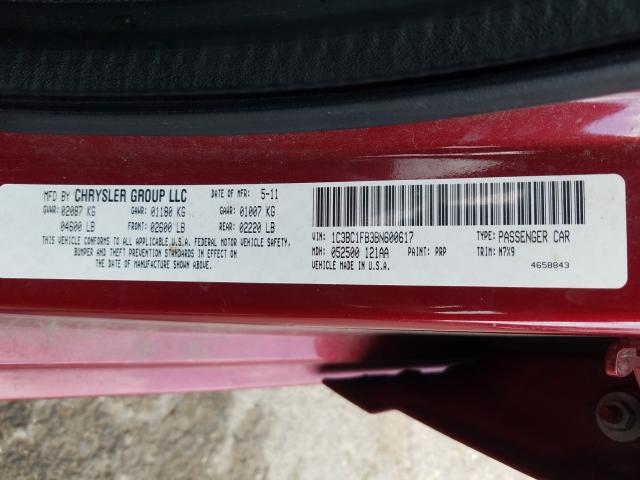 MFD BY CHRYSLER GROUP LLC DATE OF MFR: 5-11
GVWR: 02087 KG GAWR: 01180 KG GAWR: 01007 KG
04600 LB FRONT: 02600 LB REAR: 02220 LB
THIS VEHICLE CONFORMS TO ALL APPLICABLE U.S.A. FEDERAL MOTOR VEHICLE SAFETY,
BUMPER AND THEFT PREVENTION STANDARDS IN EFFECT ON
THE DATE OF MANUFACTURE SHOWN ABOVE.
VIN: 1C3BC1FB3BN600617 TYPE: PASSENGER CAR
MDH: 052500 121AA PAINT: PRP TRIM: M7X9
VEHICLE MADE IN U.S.A. 4658843